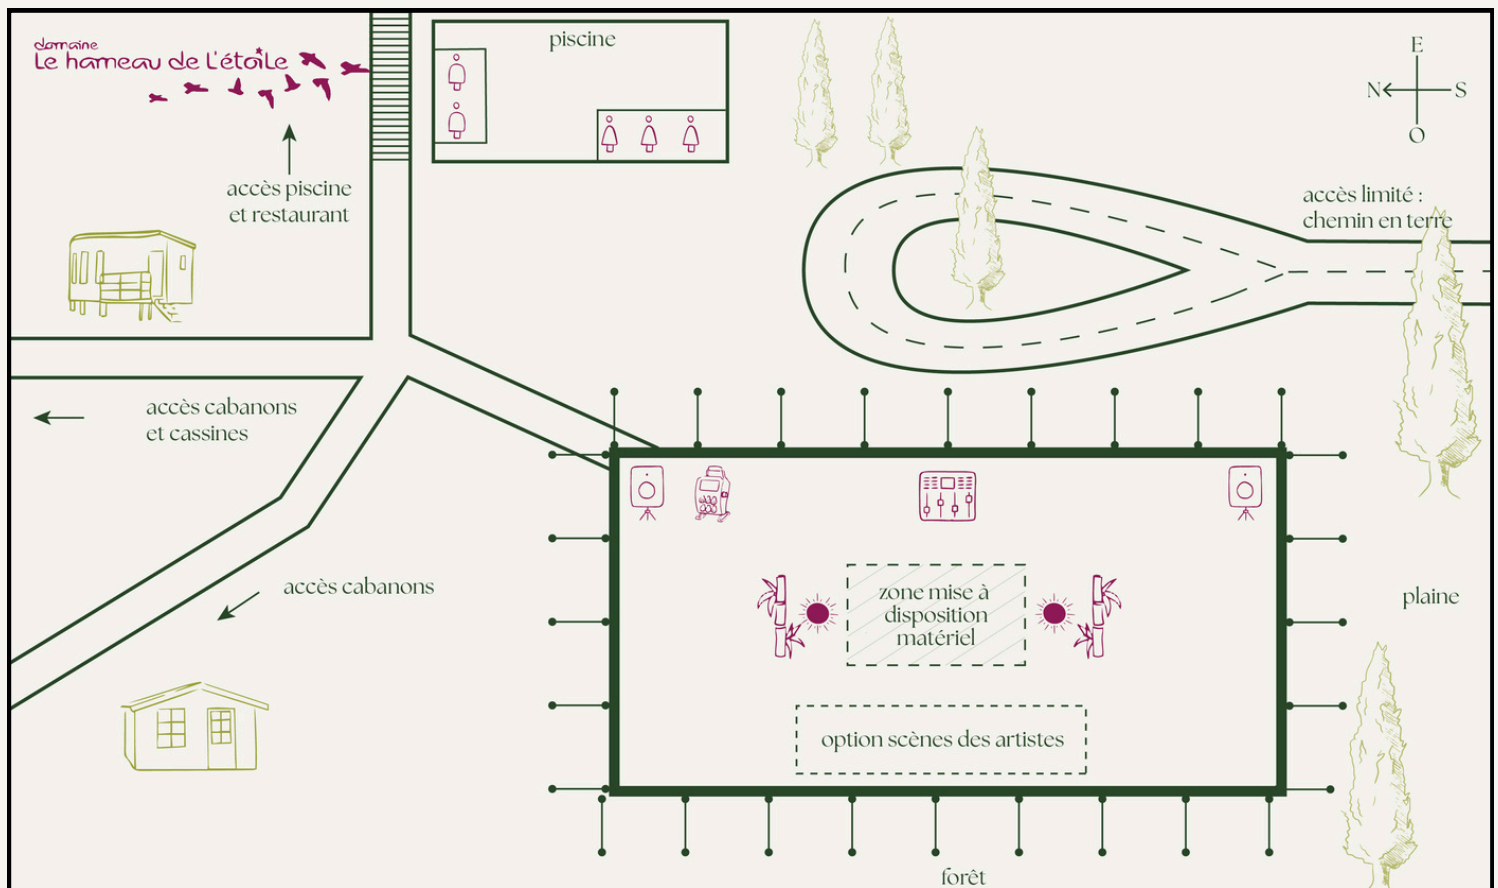 domaine
Le hameau de l'étoile
piscine
E
N
S
O
accès piscine
et restaurant
accès limité :
chemin en terre
accès cabanons
et cassines
accès cabanons
zone mise à
disposition
matériel
plaine
option scènes des artistes
forêt